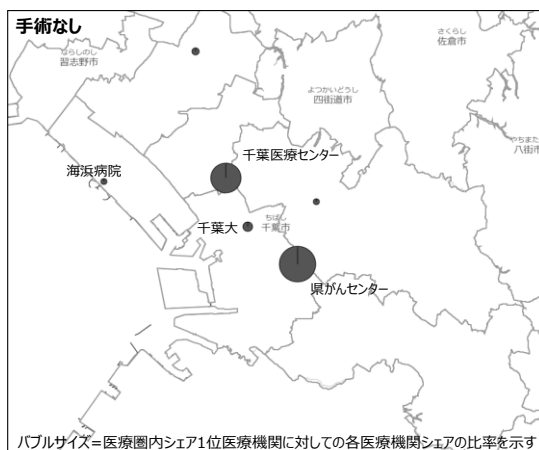 手術なし
さくらし
佐倉市
ならしのし
習志野市
よつかいどうし
四街道市
やちまた
八街市
千葉医療センター
海浜病院
千葉大
ちばし
千葉市
県がんセンター
バブルサイズ=医療圏内シェア1位医療機関に対しての各医療機関シェアの比率を示す